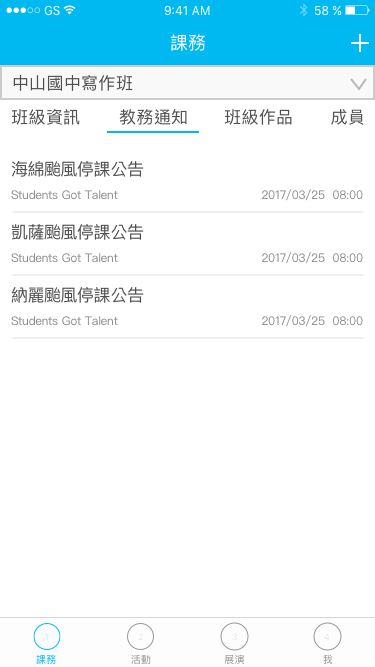 GS 9:41 AM 58 %
課務
中山國中寫作班
班級資訊 教務通知 班級作品 成員
海綿颱風停課公告
Students Got Talent 2017/03/25 08:00
凱薩颱風停課公告
Students Got Talent 2017/03/25 08:00
納麗颱風停課公告
Students Got Talent 2017/03/25 08:00
1 2 3 4
課務 活動 展演 我